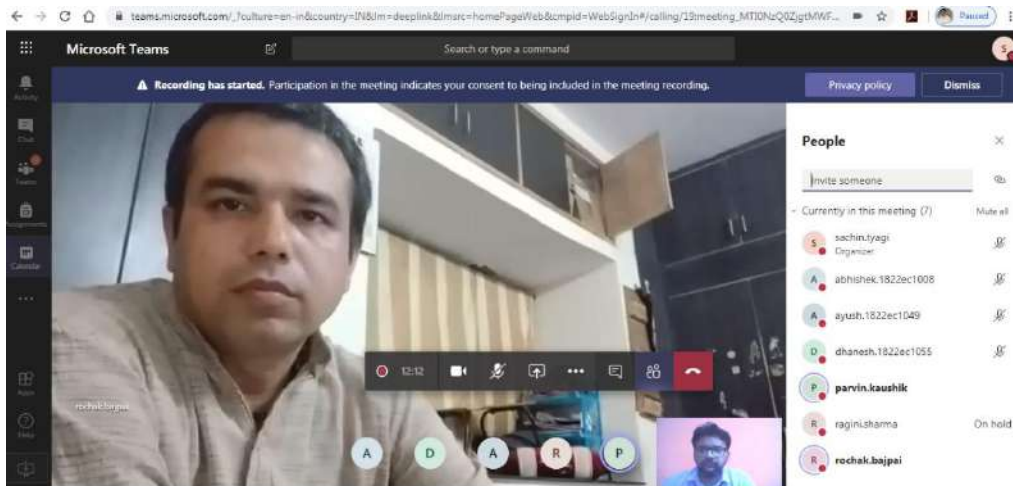 teams.microsoft.com/_?culture=en-in&country=IN&lm=deeplink&lmsrc=homePageWeb&cmpid=WebSignIn#/calling/19:meeting_MTI0NzQ0ZjgtMWF...
Paused
Microsoft Teams
Search or type a command
S
Recording has started. Participation in the meeting indicates your consent to being included in the meeting recording.
Privacy policy
Dismiss
Activity
Chat
Teams
Assignments
Calendar
...
Apps
Help
People
Invite someone
Currently in this meeting (7)
Mute all
S
sachin.tyagi
Organizer
A
abhishek.1822ec1008
A
ayush.1822ec1049
D
dhanesh.1822ec1055
P
parvin.kaushik
R
ragini.sharma
On hold
R
rochak.bajpai
12:12
rochak.bajpai
A
D
A
R
P